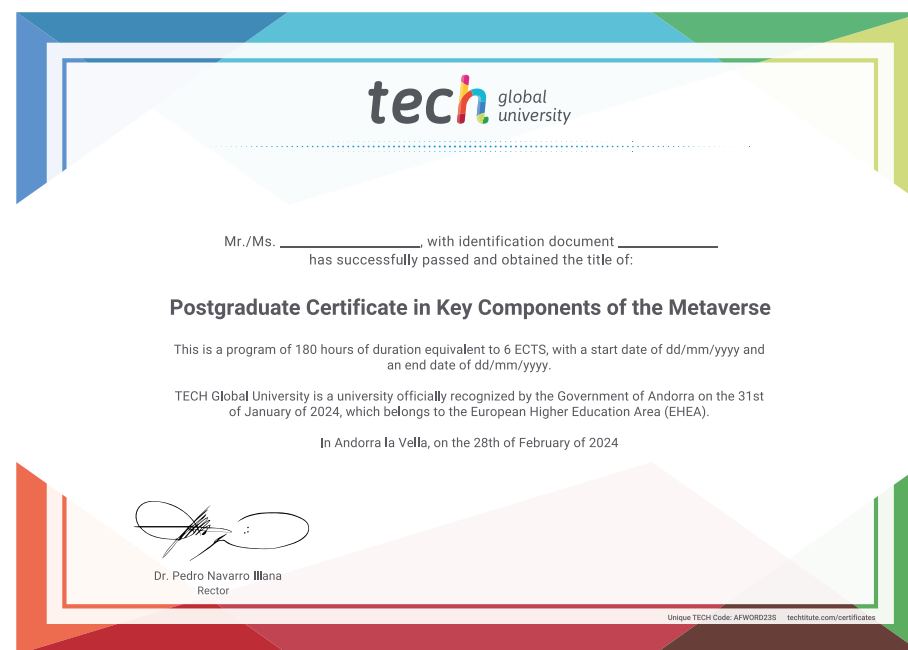 tech global
university
Mr./Ms. ____________________, with identification document ______________
has successfully passed and obtained the title of:
Postgraduate Certificate in Key Components of the Metaverse
This is a program of 180 hours of duration equivalent to 6 ECTS, with a start date of dd/mm/yyyy and
an end date of dd/mm/yyyy.
TECH Global University is a university officially recognized by the Government of Andorra on the 31st
of January of 2024, which belongs to the European Higher Education Area (EHEA).
In Andorra la Vella, on the 28th of February of 2024
Dr. Pedro Navarro Illana
Rector
Unique TECH Code: AFWORD23S techtitute.com/certificates